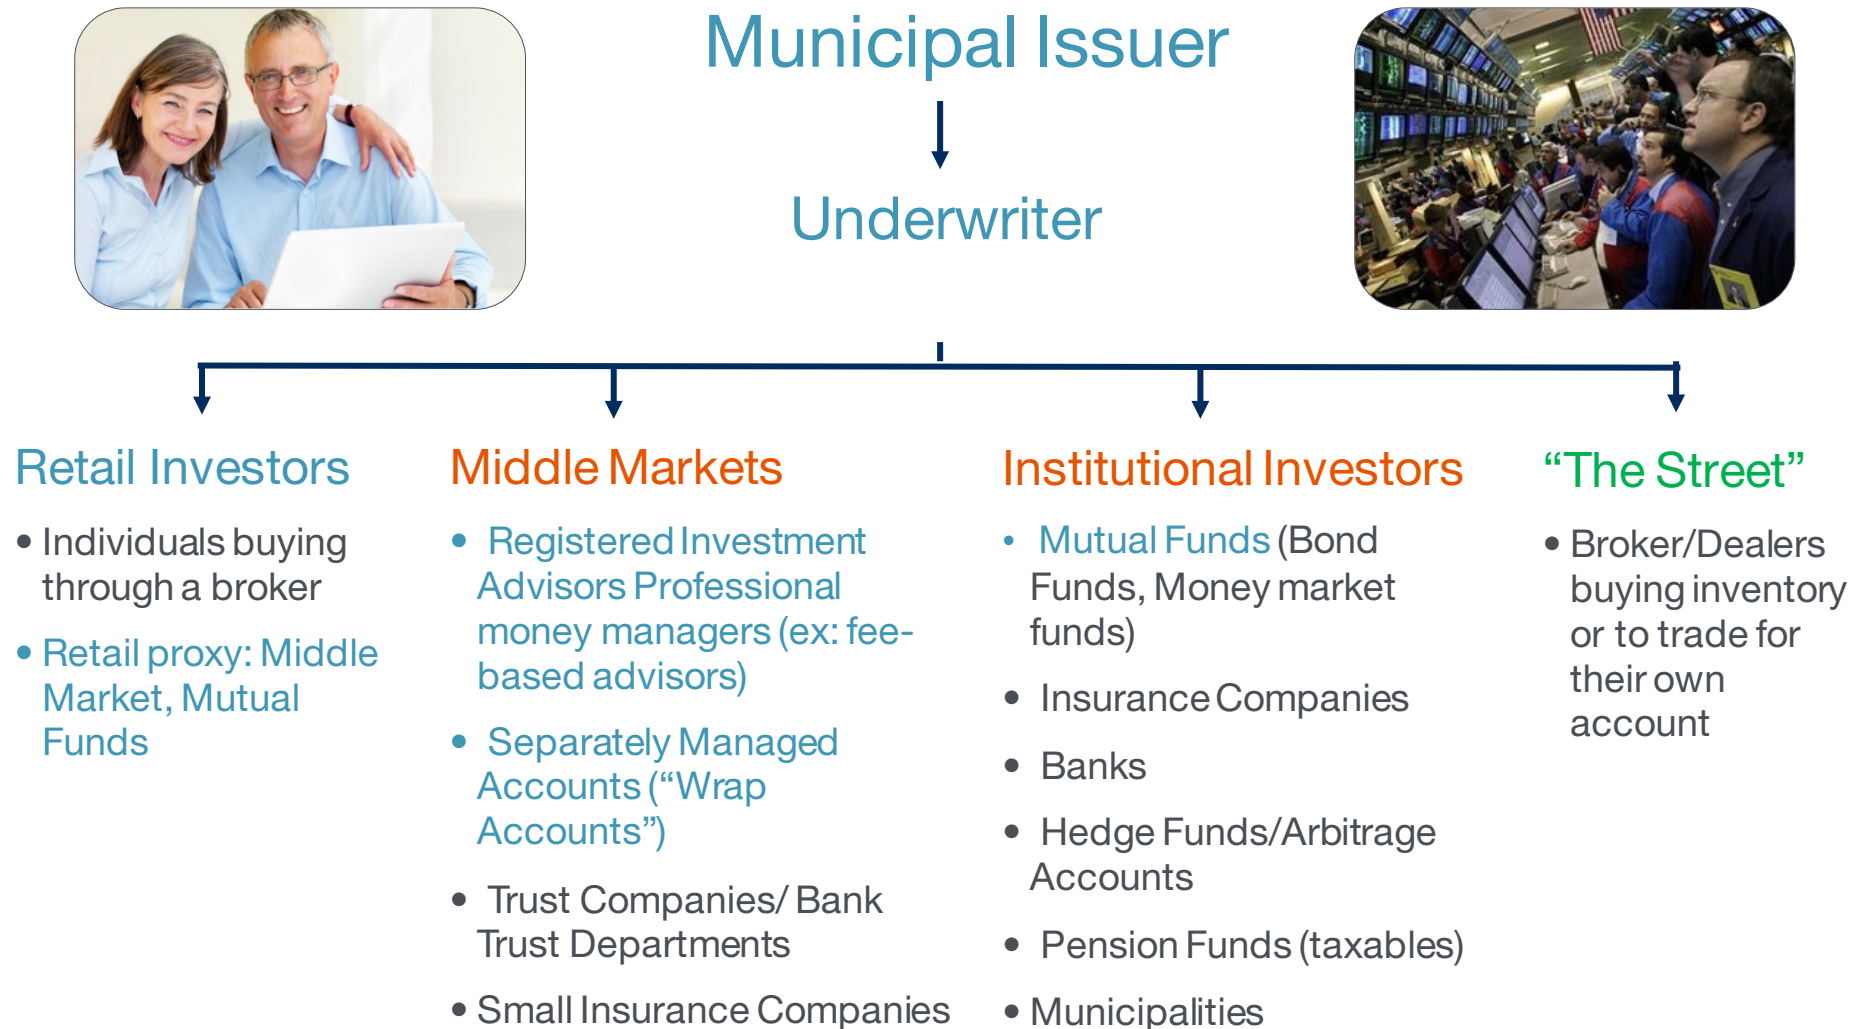 Municipal Issuer
Underwriter
Retail Investors
• Individuals buying
through a broker
• Retail proxy: Middle
Market, Mutual
Funds
Middle Markets
• Registered Investment
Advisors Professional
money managers (ex: fee-
based advisors)
• Separately Managed
Accounts (“Wrap
Accounts”)
• Trust Companies/ Bank
Trust Departments
• Small Insurance Companies
Institutional Investors
• Mutual Funds (Bond
Funds, Money market
funds)
• Insurance Companies
• Banks
• Hedge Funds/Arbitrage
Accounts
• Pension Funds (taxables)
• Municipalities
“The Street”
• Broker/Dealers
buying inventory
or to trade for
their own
account